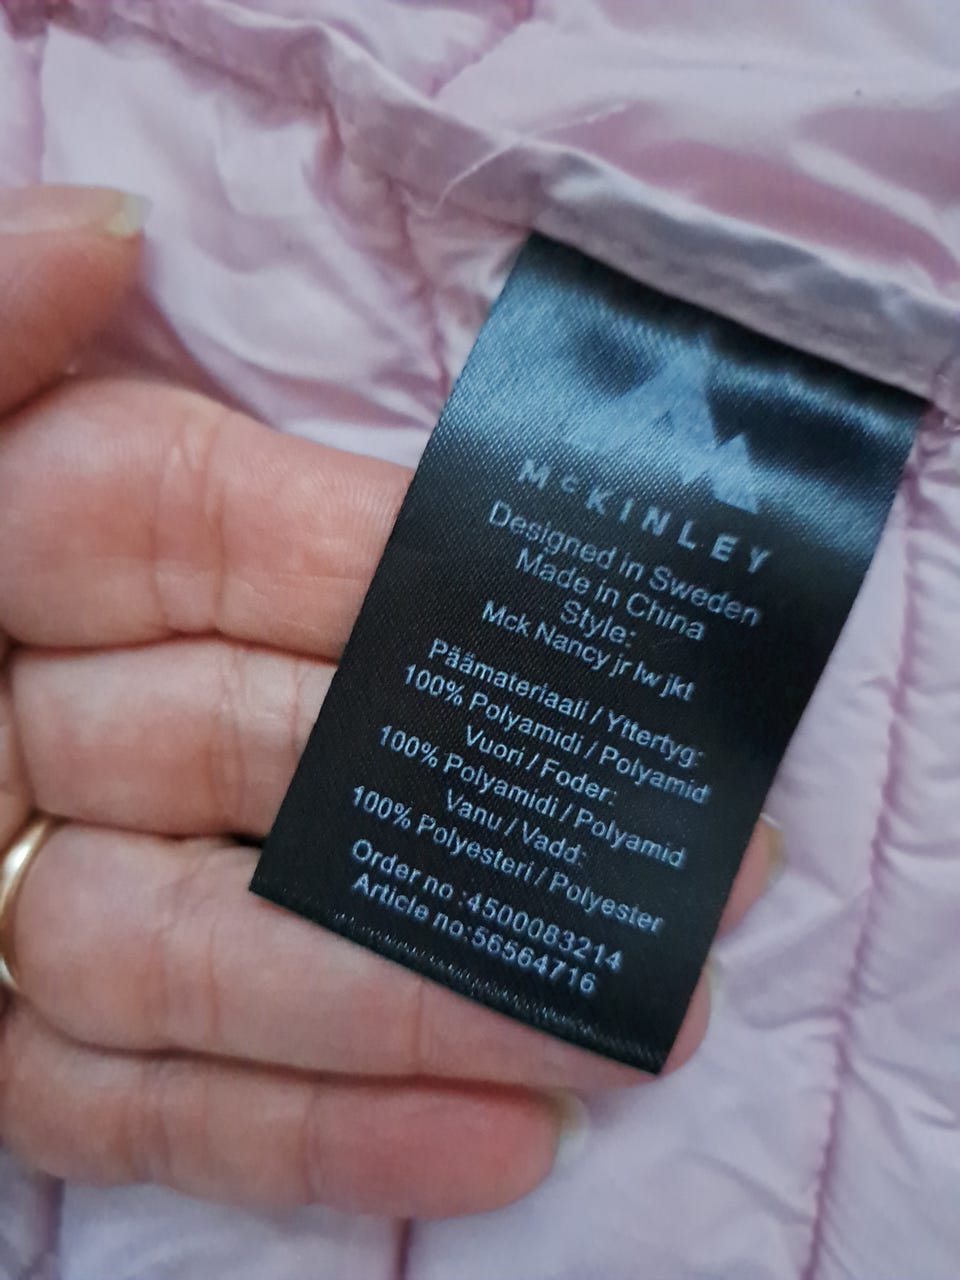 McKINLEY
Designed in Sweden
Made in China
Style:
Mck Nancy jr lw jkt
Päämateriaali / Yttertyg:
100% Polyamidi / Polyamid
Vuori / Foder:
100% Polyamidi / Polyamid
Vanu / Vadd:
100% Polyesteri / Polyester
Order no :4500083214
Article no:56564716